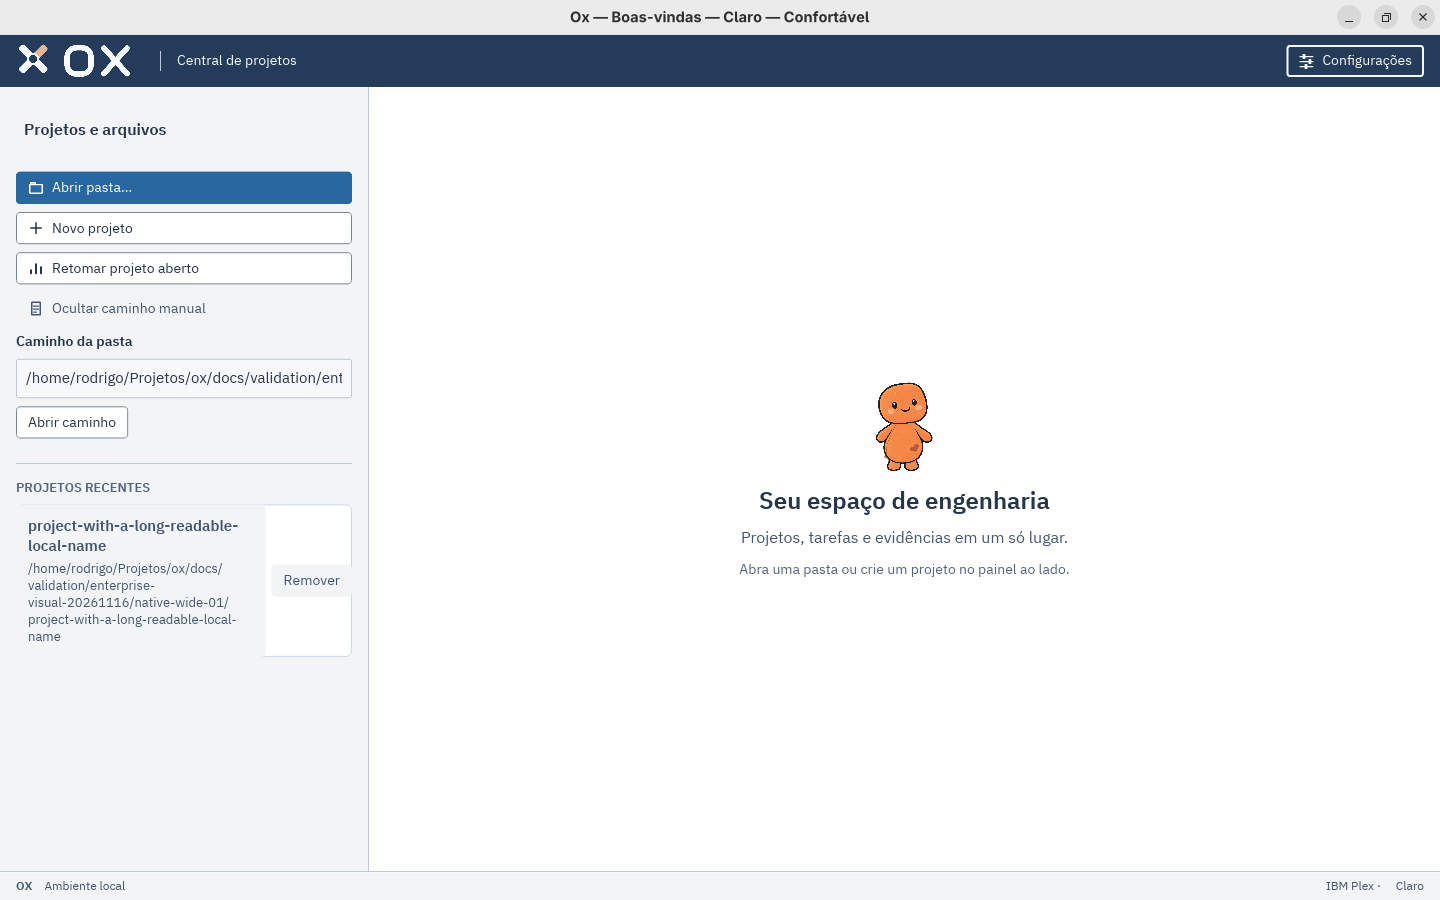 Ox — Boas-vindas — Claro — Confortável
OX
Central de projetos
Configurações
Projetos e arquivos
Abrir pasta...
Novo projeto
Retomar projeto aberto
Ocultar caminho manual
Caminho da pasta
/home/rodrigo/Projetos/ox/docs/validation/ent
Abrir caminho
PROJETOS RECENTES
project-with-a-long-readable-
local-name
/home/rodrigo/Projetos/ox/docs/
validation/enterprise-
visual-20261116/native-wide-01/
project-with-a-long-readable-local-
name
Remover
Seu espaço de engenharia
Projetos, tarefas e evidências em um só lugar.
Abra uma pasta ou crie um projeto no painel ao lado.
OX Ambiente local
IBM Plex · Claro